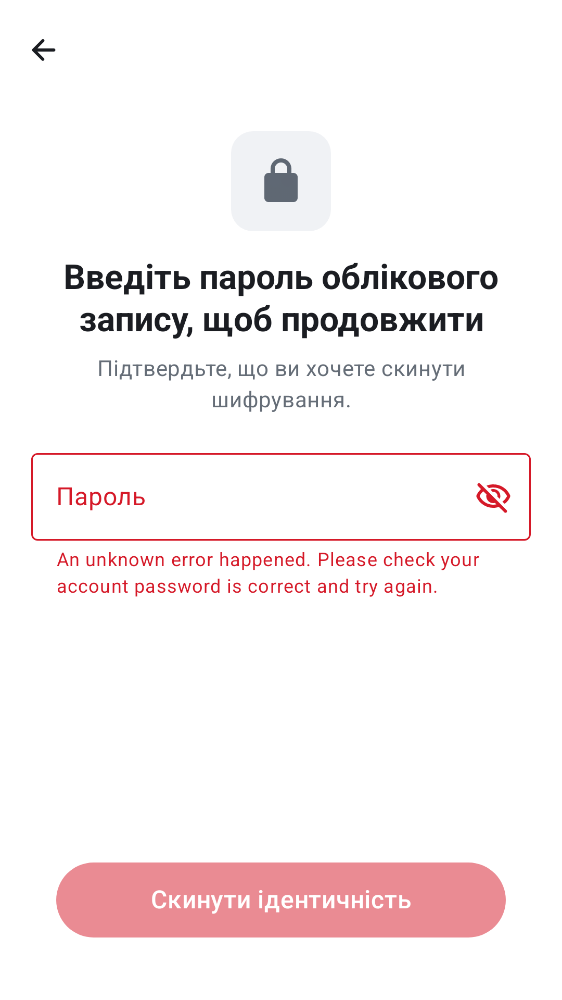 Введіть пароль облікового
запису, щоб продовжити
Підтвердьте, що ви хочете скинути
шифрування.
Пароль
An unknown error happened. Please check your
account password is correct and try again.
Скинути ідентичність